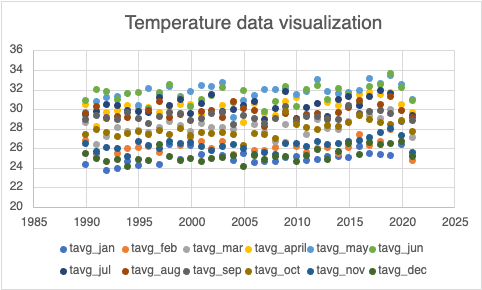 Temperature data visualization
36
34
32
30
28
26
24
22
20
1985 1990 1995 2000 2005 2010 2015 2020 2025
tavg_jan tavg_feb tavg_mar tavg_april tavg_may tavg_jun
tavg_jul tavg_aug tavg_sep tavg_oct tavg_nov tavg_dec